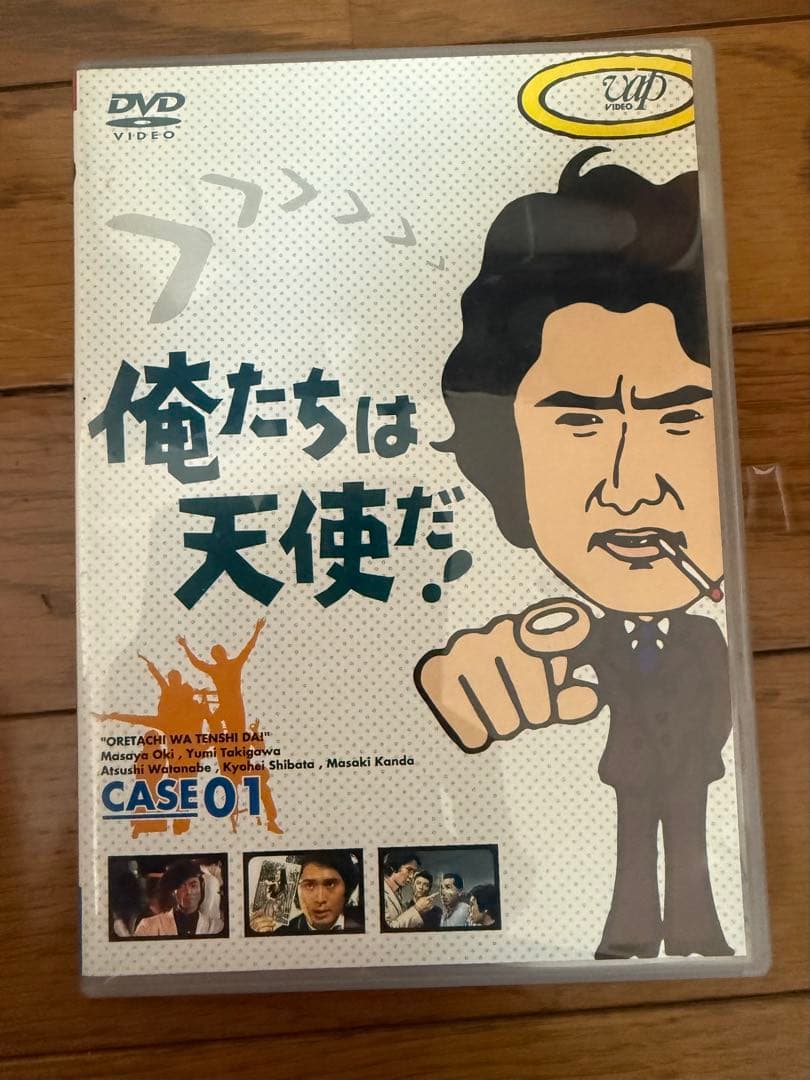 DVD
VIDEO
vap
VIDEO
俺たちは
天使だ!
"ORETACHI WA TENSHI DA!"
Masaya Oki , Yumi Takigawa
Atsushi Watanabe , Kyohei Shibata , Masaki Kanda
CASE 01